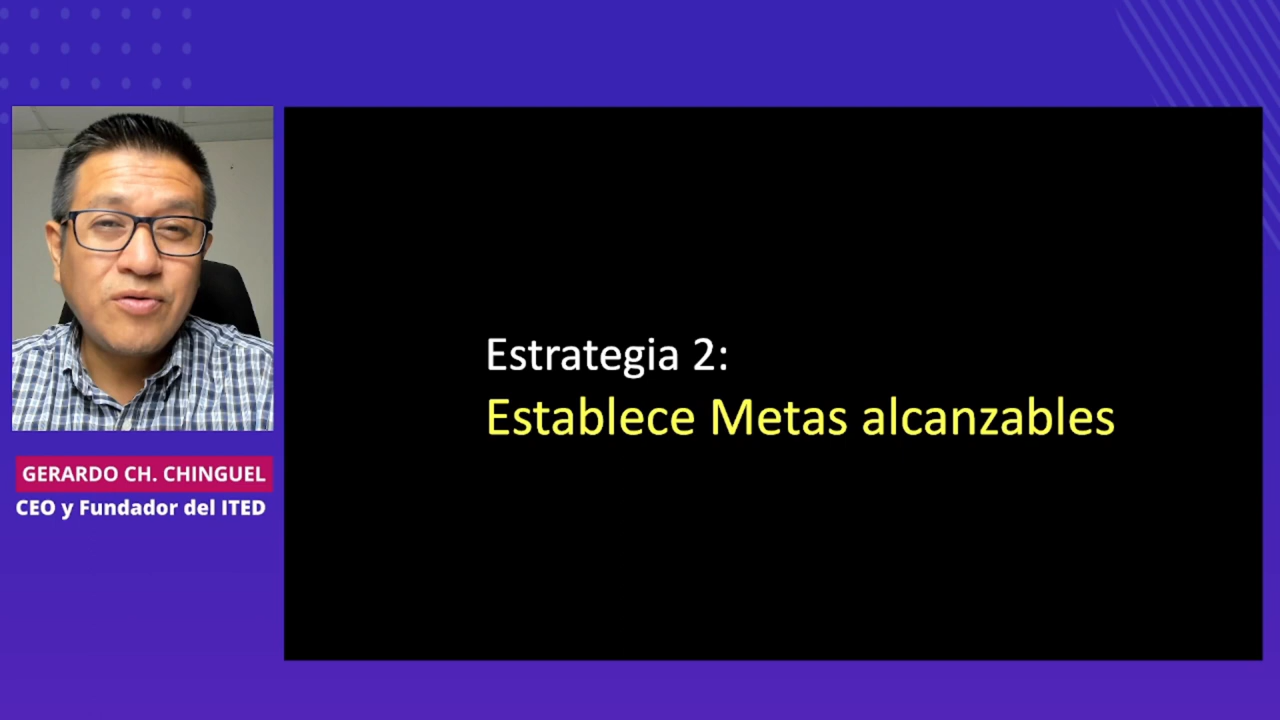 GERARDO CH. CHINGUEL
CEO y Fundador del ITED
Estrategia 2:
Establece Metas alcanzables